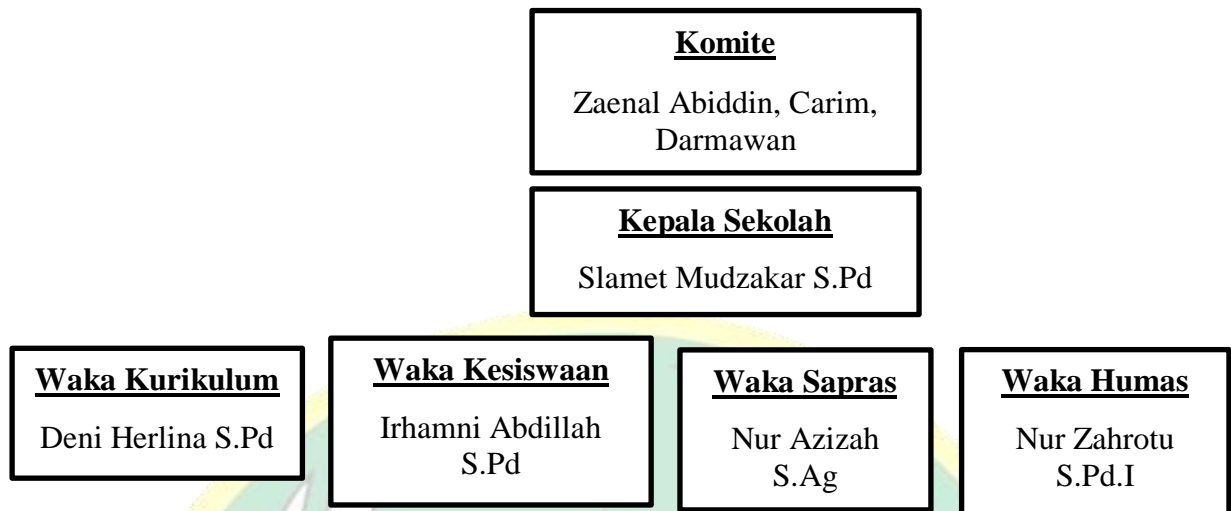 Komite
Zaenal Abiddin, Carim,
Darmawan
Kepala Sekolah
Slamet Mudzakar S.Pd
Waka Kurikulum
Deni Herlina S.Pd
Waka Kesiswaan
Irhamni Abdillah
S.Pd
Waka Sapras
Nur Azizah
S.Ag
Waka Humas
Nur Zahrotu
S.Pd.I